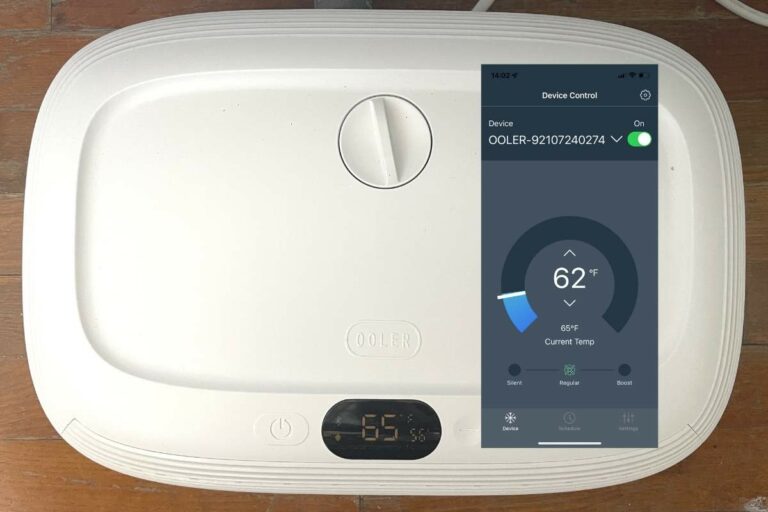 14:02
Device Control
Device
On
OOLER-92107240274
62 °F
65°F
Current Temp
Silent
Regular
Boost
Device
Schedule
Settings
OOLER
65 °F
56